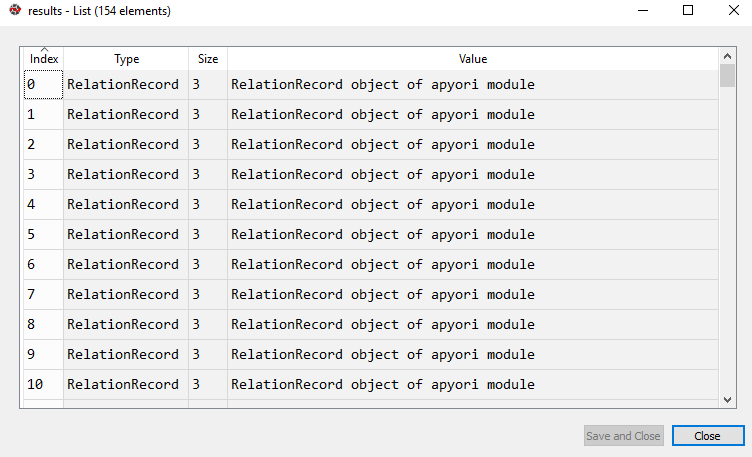 results - List (154 elements)
Index Type Size Value
0 RelationRecord 3 RelationRecord object of apyori module
1 RelationRecord 3 RelationRecord object of apyori module
2 RelationRecord 3 RelationRecord object of apyori module
3 RelationRecord 3 RelationRecord object of apyori module
4 RelationRecord 3 RelationRecord object of apyori module
5 RelationRecord 3 RelationRecord object of apyori module
6 RelationRecord 3 RelationRecord object of apyori module
7 RelationRecord 3 RelationRecord object of apyori module
8 RelationRecord 3 RelationRecord object of apyori module
9 RelationRecord 3 RelationRecord object of apyori module
10 RelationRecord 3 RelationRecord object of apyori module
Save and Close Close